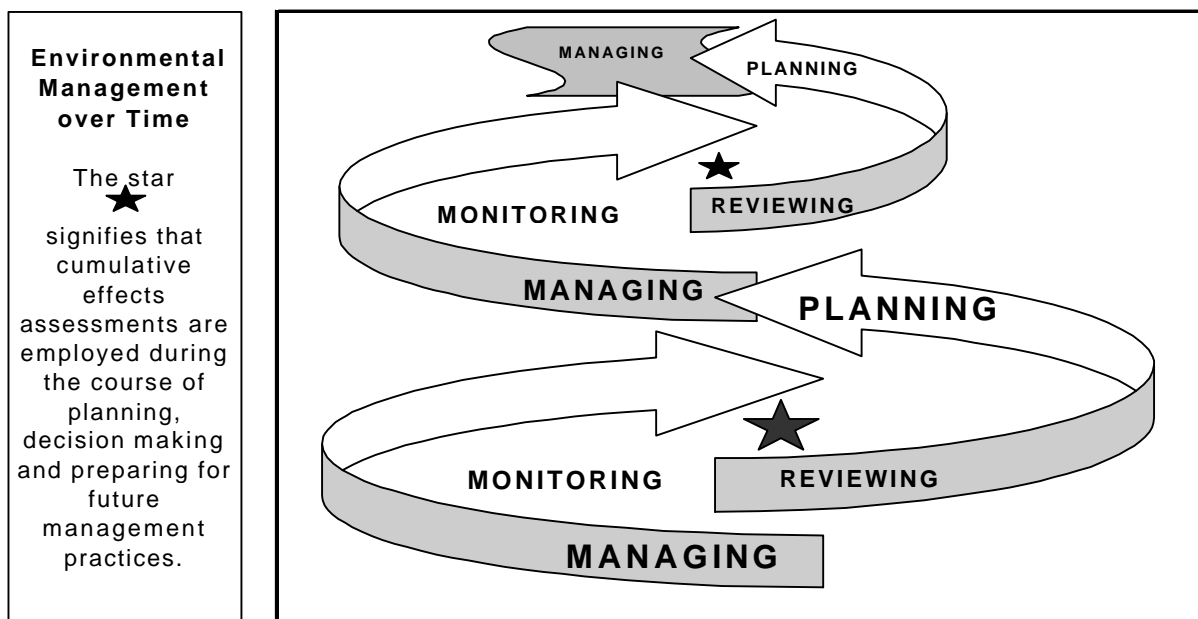 Environmental
Management
over Time
The star
signifies that
cumulative
effects
assessments are
employed during
the course of
planning,
decision making
and preparing for
future
management
practices.
MANAGING
PLANNING
MONITORING
REVIEWING
MANAGING
PLANNING
MONITORING
REVIEWING
MANAGING